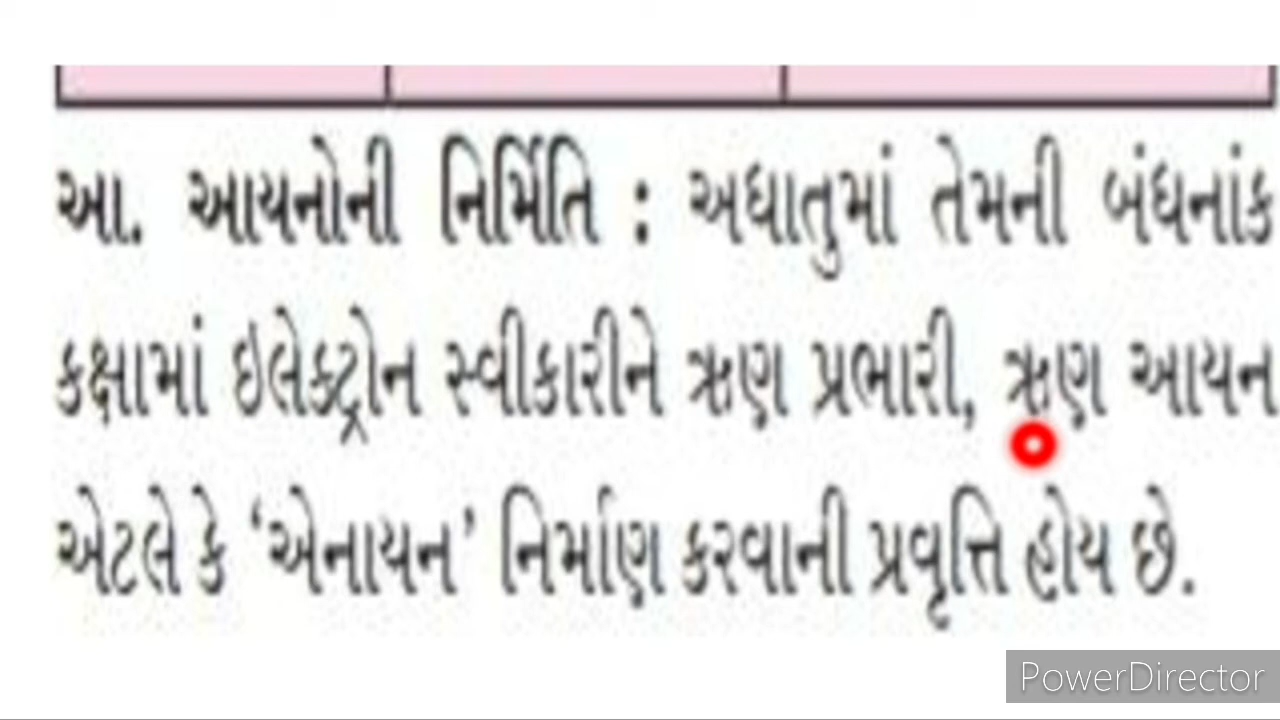 આ. આયનોની નિર્મિતિ : અધાતુમાં તેમની બંધનાંક
કક્ષામાં ઇલેક્ટ્રોન સ્વીકારીને ઋણ પ્રભારી, ઋણ આયન
એટલે કે ‘એનાયન’ નિર્માણ કરવાની પ્રવૃત્તિ હોય છે.
PowerDirector